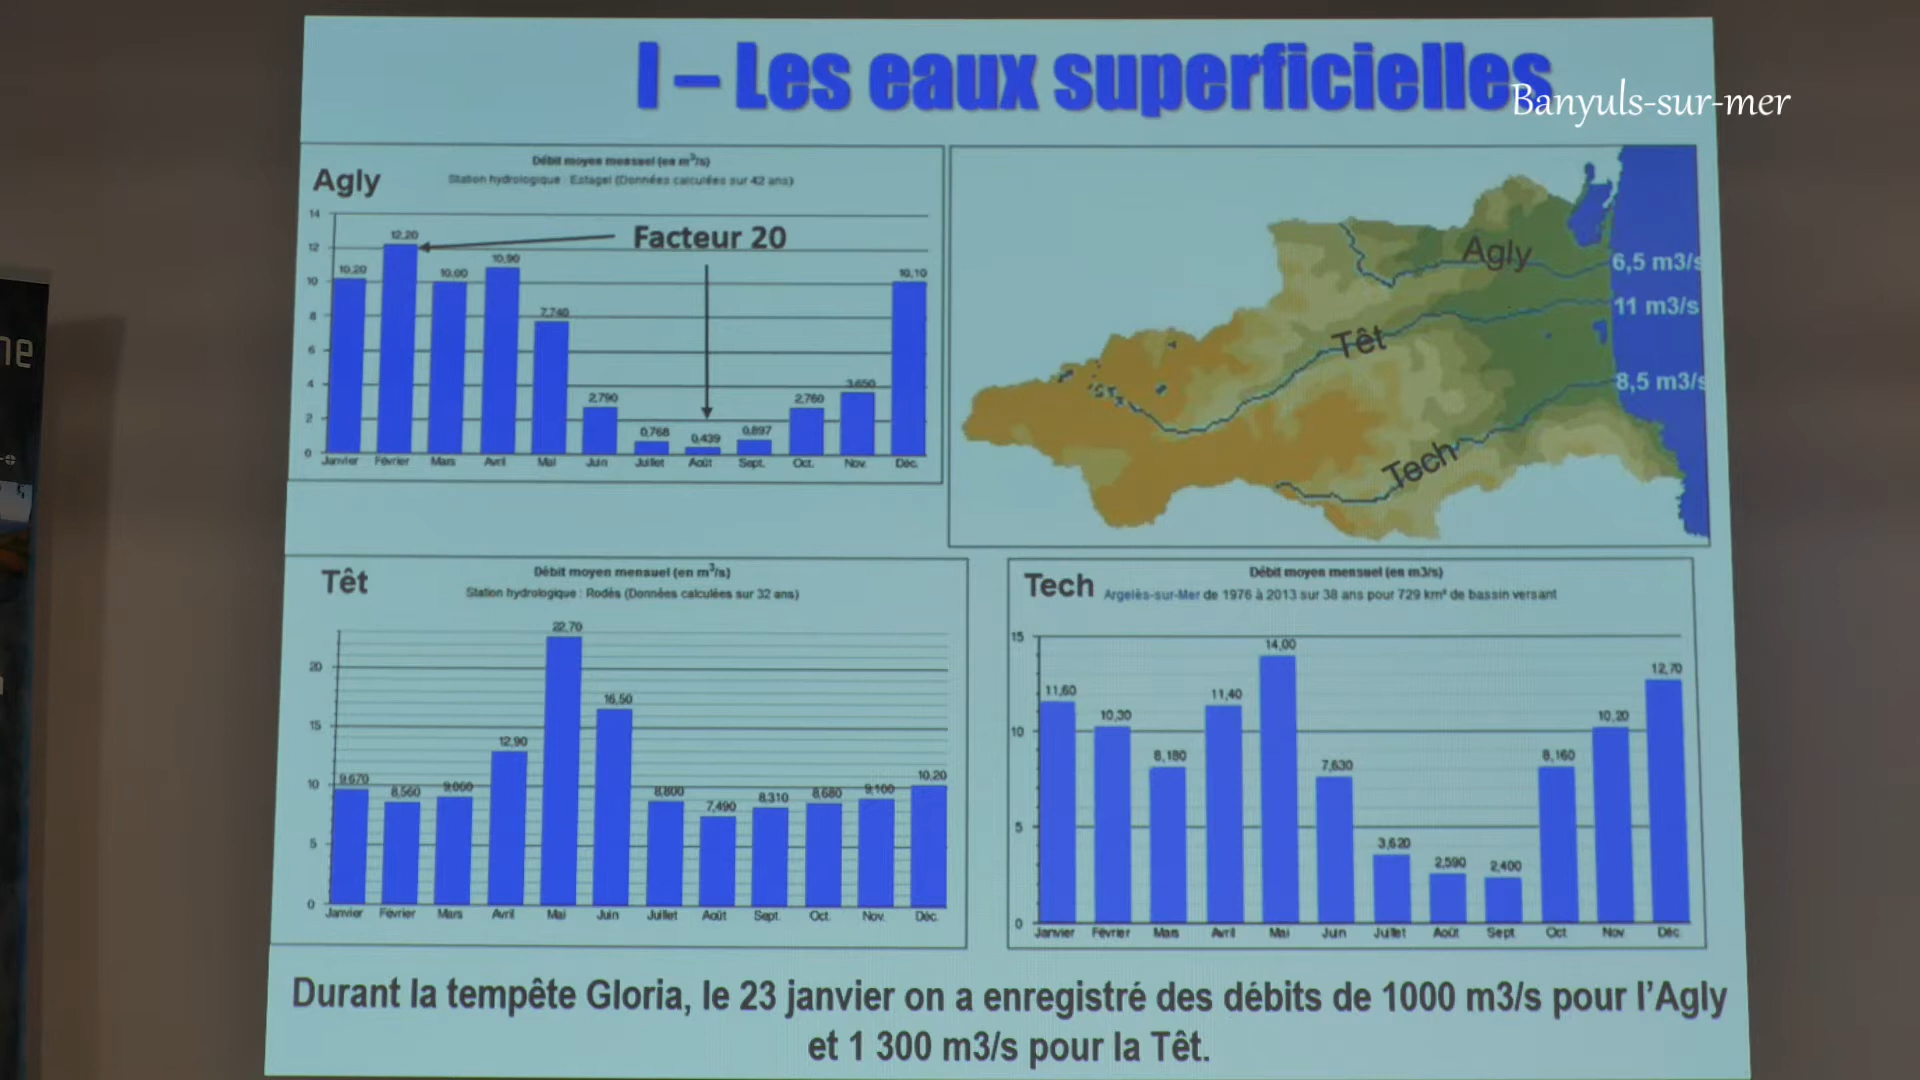 I – Les eaux superficielles
Banyuls-sur-mer
Agly
Débit moyen mensuel (en m³/s)
Station hydrologique : Estagel (Données calculées sur 42 ans)
Facteur 20
14
12
10
8
6
4
2
0
10,20
12,20
10,00
10,90
7,740
2,790
0,768
0,439
0,897
2,760
3,650
10,10
Janvier Février Mars Avril Mai Juin Juillet Août Sept. Oct. Nov. Déc.
Agly
Têt
Tech
6,5 m3/s
11 m3/s
8,5 m3/s
Têt
Débit moyen mensuel (en m³/s)
Station hydrologique : Rodès (Données calculées sur 32 ans)
20
15
10
5
0
9,670
8,560
9,060
12,90
22,70
16,50
8,800
7,490
8,310
8,680
9,100
10,20
Janvier Février Mars Avril Mai Juin Juillet Août Sept. Oct. Nov. Déc.
Tech
Débit moyen mensuel (en m3/s)
Argelès-sur-Mer de 1976 à 2013 sur 38 ans pour 729 km² de bassin versant
15
10
5
0
11,60
10,30
8,180
11,40
14,00
7,630
3,620
2,590
2,400
8,160
10,20
12,70
Janvier Février Mars Avril Mai Juin Juillet Août Sept Oct Nov Déc.
Durant la tempête Gloria, le 23 janvier on a enregistré des débits de 1000 m3/s pour l'Agly
et 1 300 m3/s pour la Têt.
ne